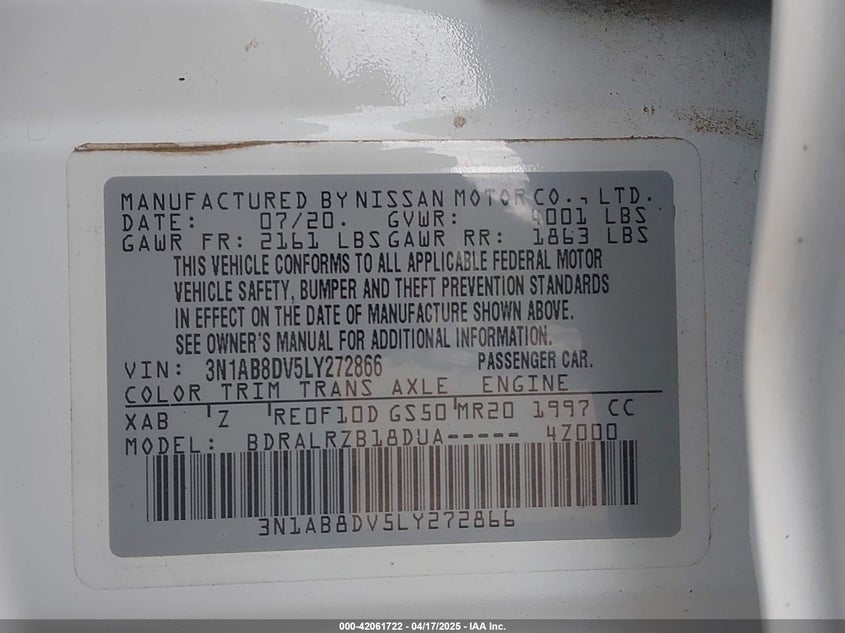 MANUFACTURED BY NISSAN MOTOR CO., LTD.
DATE: 07/20. GVWR: 4001 LBS
GAWR FR: 2161 LBS GAWR RR: 1863 LBS
THIS VEHICLE CONFORMS TO ALL APPLICABLE FEDERAL MOTOR
VEHICLE SAFETY, BUMPER AND THEFT PREVENTION STANDARDS
IN EFFECT ON THE DATE OF MANUFACTURE SHOWN ABOVE.
SEE OWNER'S MANUAL FOR ADDITIONAL INFORMATION.
VIN: 3N1AB8DV5LY272866 PASSENGER CAR.
COLOR TRIM TRANS AXLE ENGINE
XAB Z RE0F10D GS50 MR20 1997 CC
MODEL: BDRALRZB18DUA----- 4Z000
3N1AB8DV5LY272866
000-42061722 - 04/17/2025 - IAA Inc.